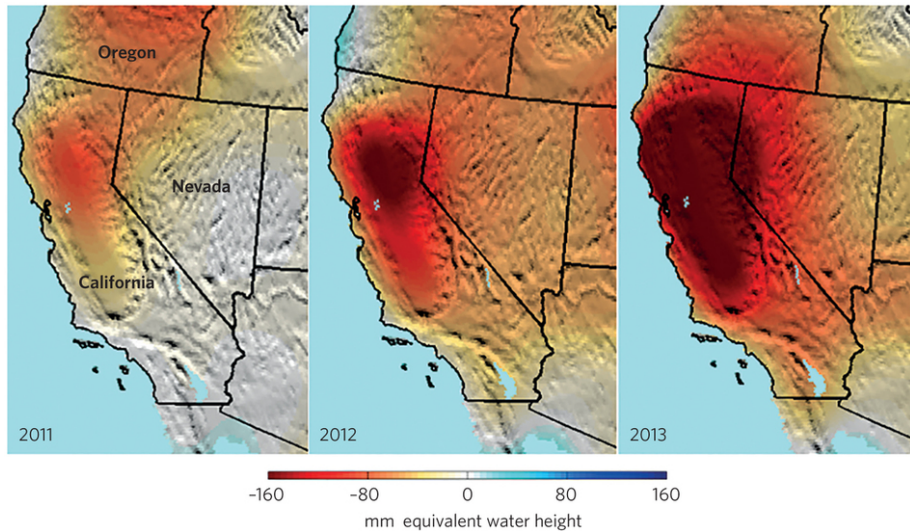 Oregon
Nevada
California
2011
2012
2013
−160 −80 0 80 160
mm equivalent water height